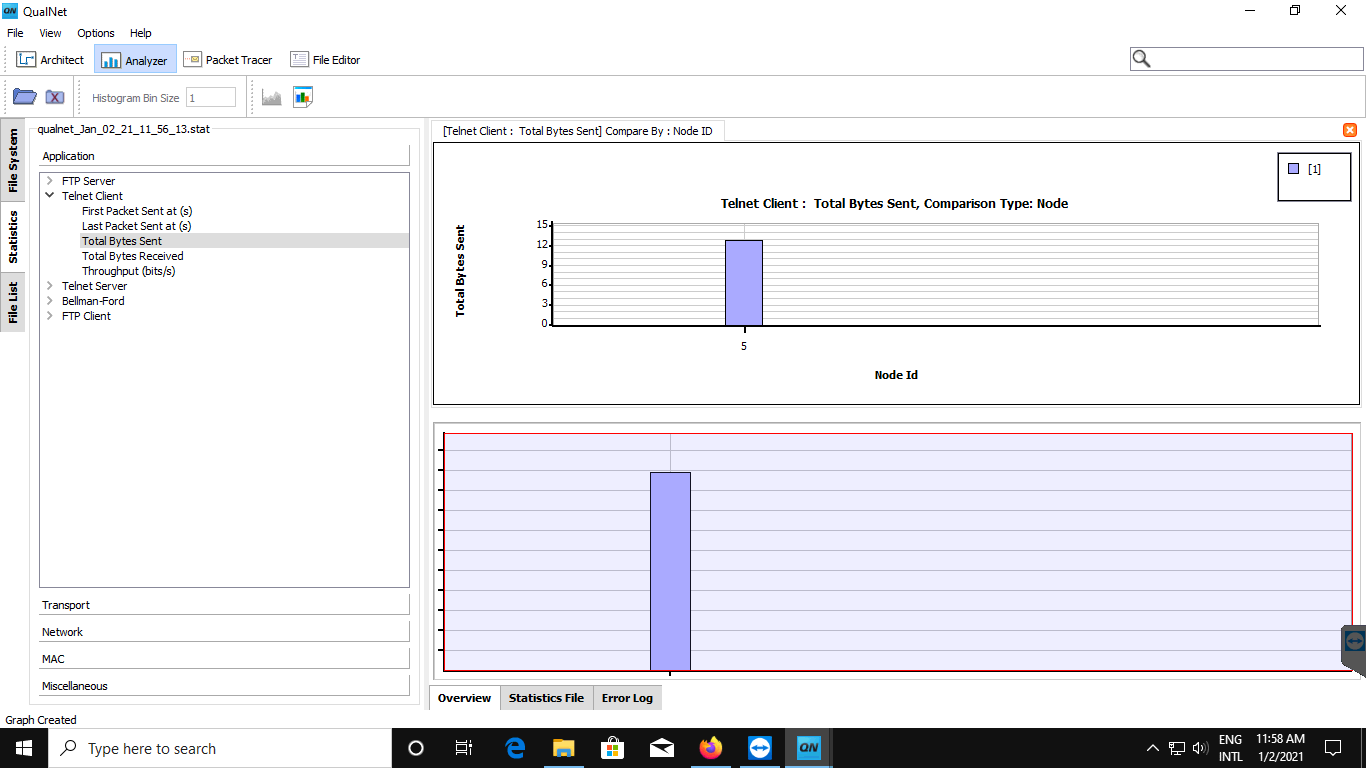 QN QualNet
File View Options Help
Architect Analyzer Packet Tracer File Editor
Histogram Bin Size 1
File System
Statistics
File List
qualnet_Jan_02_21_11_56_13.stat
Application
FTP Server
Telnet Client
First Packet Sent at (s)
Last Packet Sent at (s)
Total Bytes Sent
Total Bytes Received
Throughput (bits/s)
Telnet Server
Bellman-Ford
FTP Client
Transport
Network
MAC
Miscellaneous
[Telnet Client : Total Bytes Sent] Compare By : Node ID
[1]
Telnet Client : Total Bytes Sent, Comparison Type: Node
Total Bytes Sent
15
12
9
6
3
0
5
Node Id
Overview Statistics File Error Log
Graph Created
Type here to search
QN
ENG
INTL
11:58 AM
1/2/2021